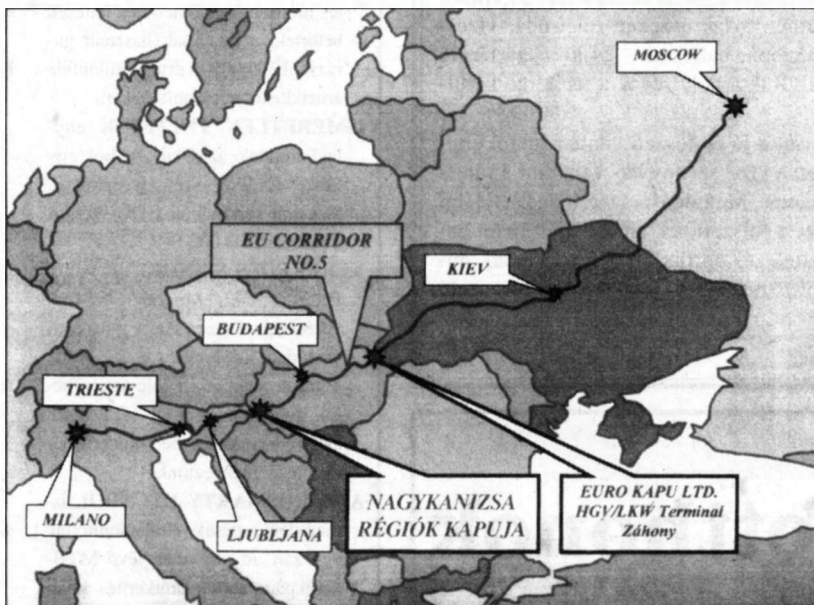 MOSCOW
EU CORRIDOR
NO.5
KIEV
BUDAPEST
TRIESTE
MILANO
LJUBLJANA
NAGYKANIZSA
RÉGIÓK KAPUJA
EURO KAPU LTD.
HGV/LKW Terminal
Záhony